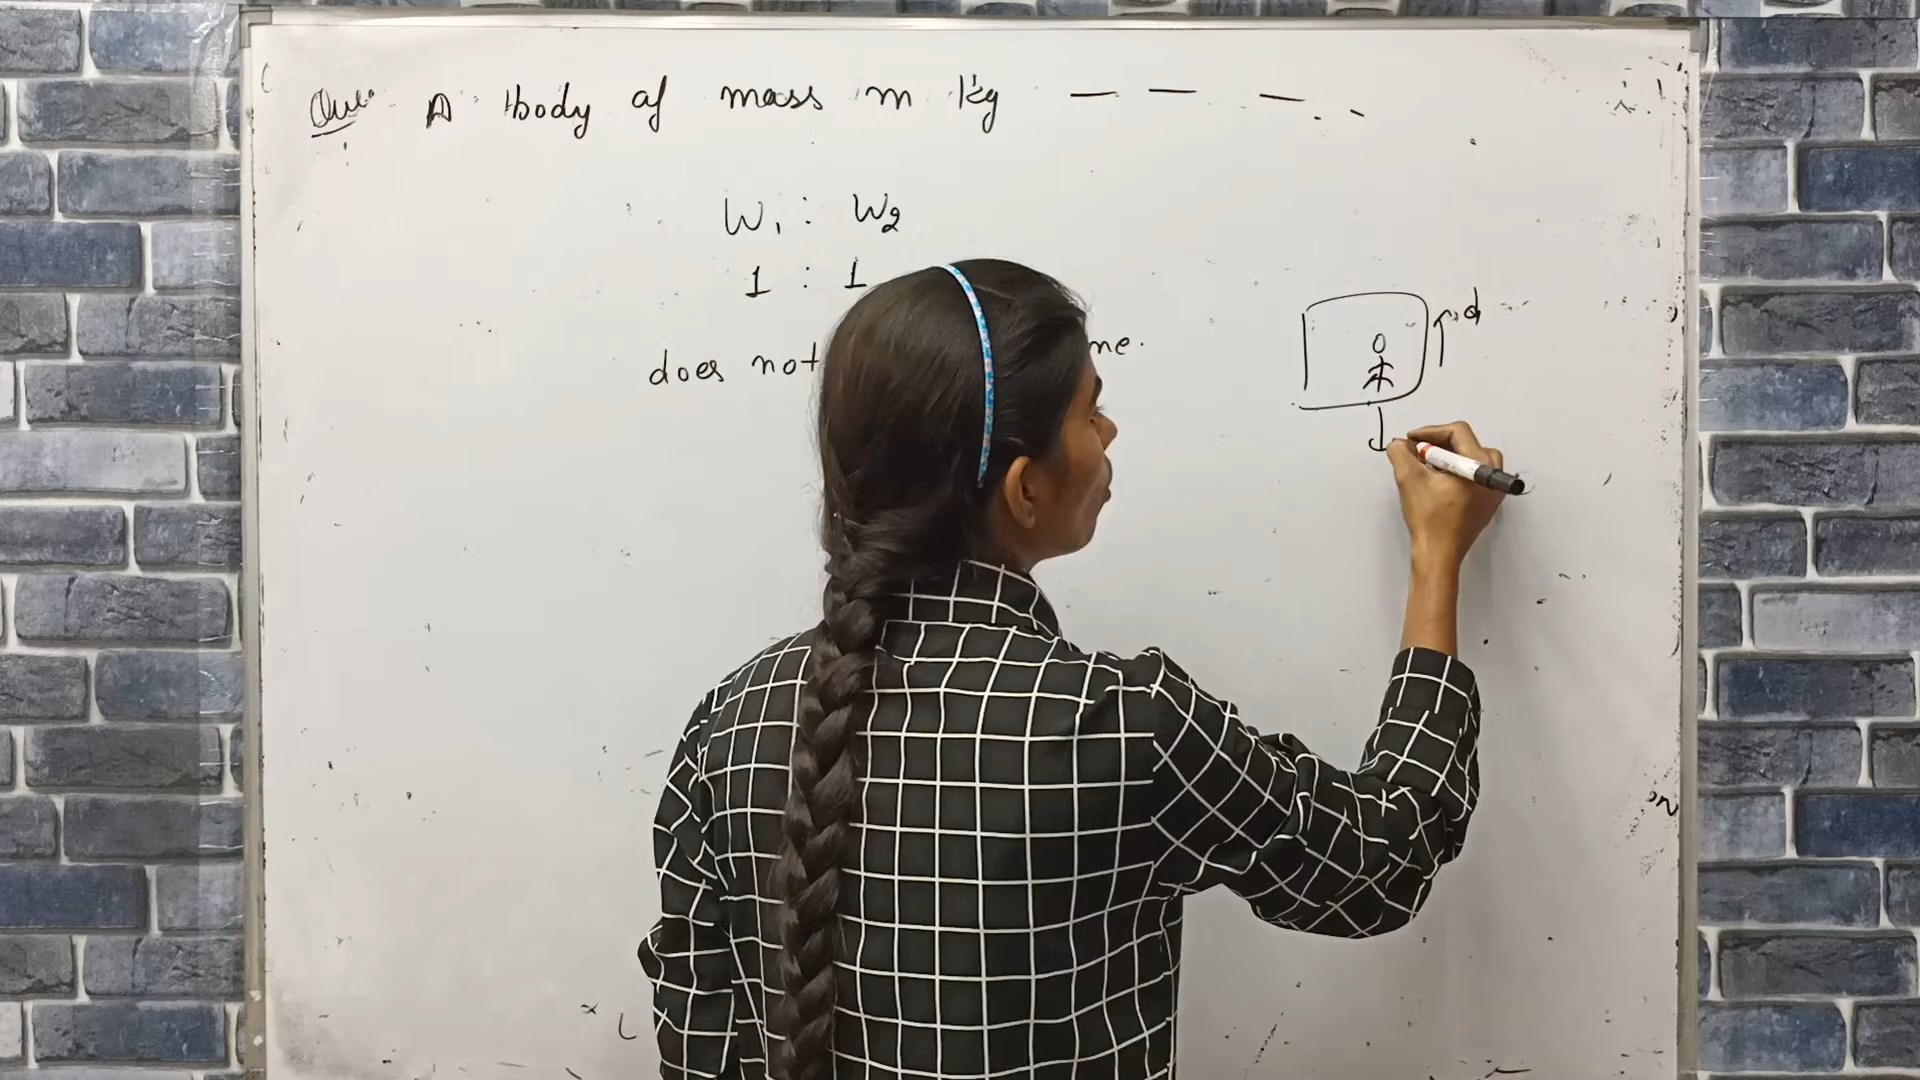 Que. A body of mass m kg — — — . -
W₁ : W₂
1 : 1
does not me.